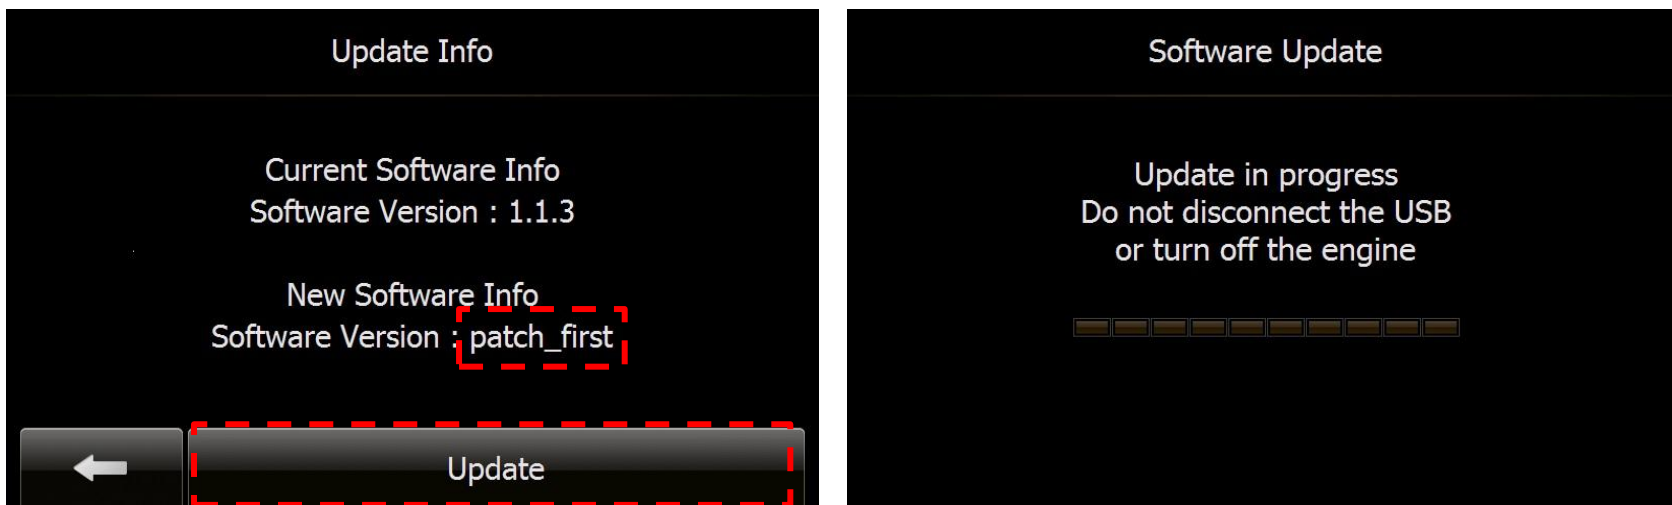 Update Info
Current Software Info
Software Version : 1.1.3
New Software Info
Software Version : patch_first
Update
Software Update
Update in progress
Do not disconnect the USB
or turn off the engine